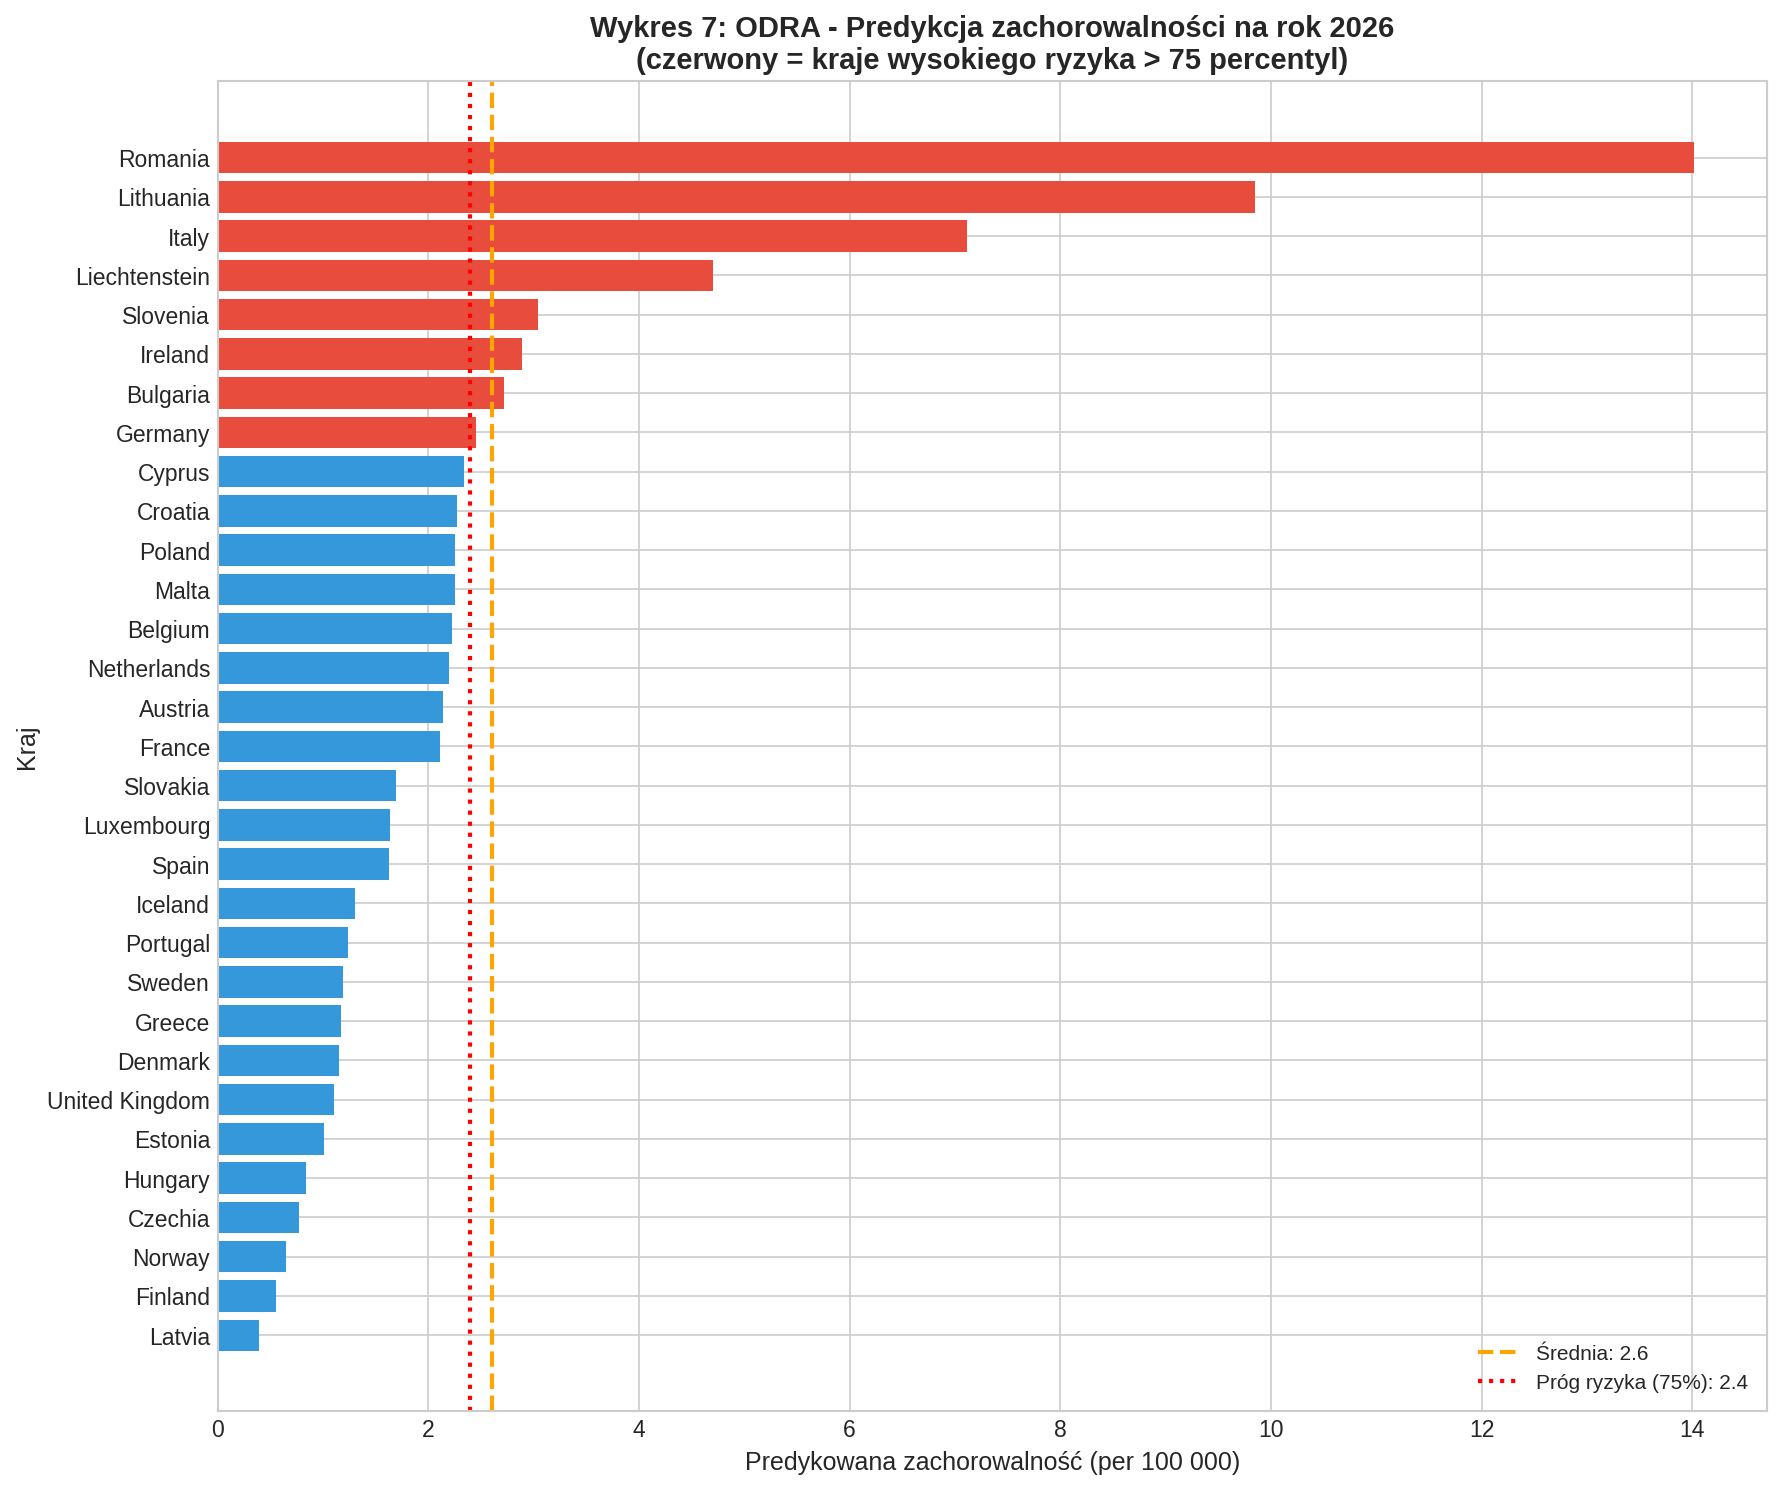 Wykres 7: ODRA - Predykcja zachorowalności na rok 2026
(czerwony = kraje wysokiego ryzyka > 75 percentyl)
Kraj
Romania
Lithuania
Italy
Liechtenstein
Slovenia
Ireland
Bulgaria
Germany
Cyprus
Croatia
Poland
Malta
Belgium
Netherlands
Austria
France
Slovakia
Luxembourg
Spain
Iceland
Portugal
Sweden
Greece
Denmark
United Kingdom
Estonia
Hungary
Czechia
Norway
Finland
Latvia
Średnia: 2.6
Próg ryzyka (75%): 2.4
0 2 4 6 8 10 12 14
Predykowana zachorowalność (per 100 000)